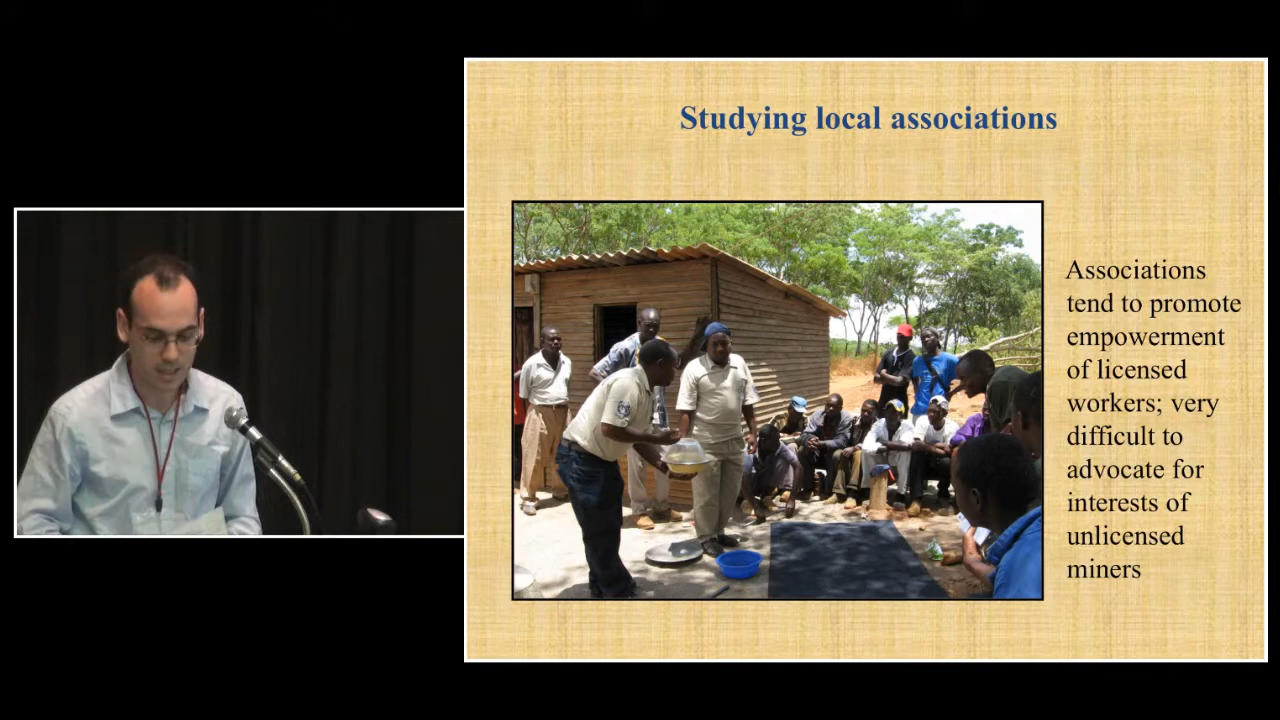 Studying local associations
Associations
tend to promote
empowerment
of licensed
workers; very
difficult to
advocate for
interests of
unlicensed
miners